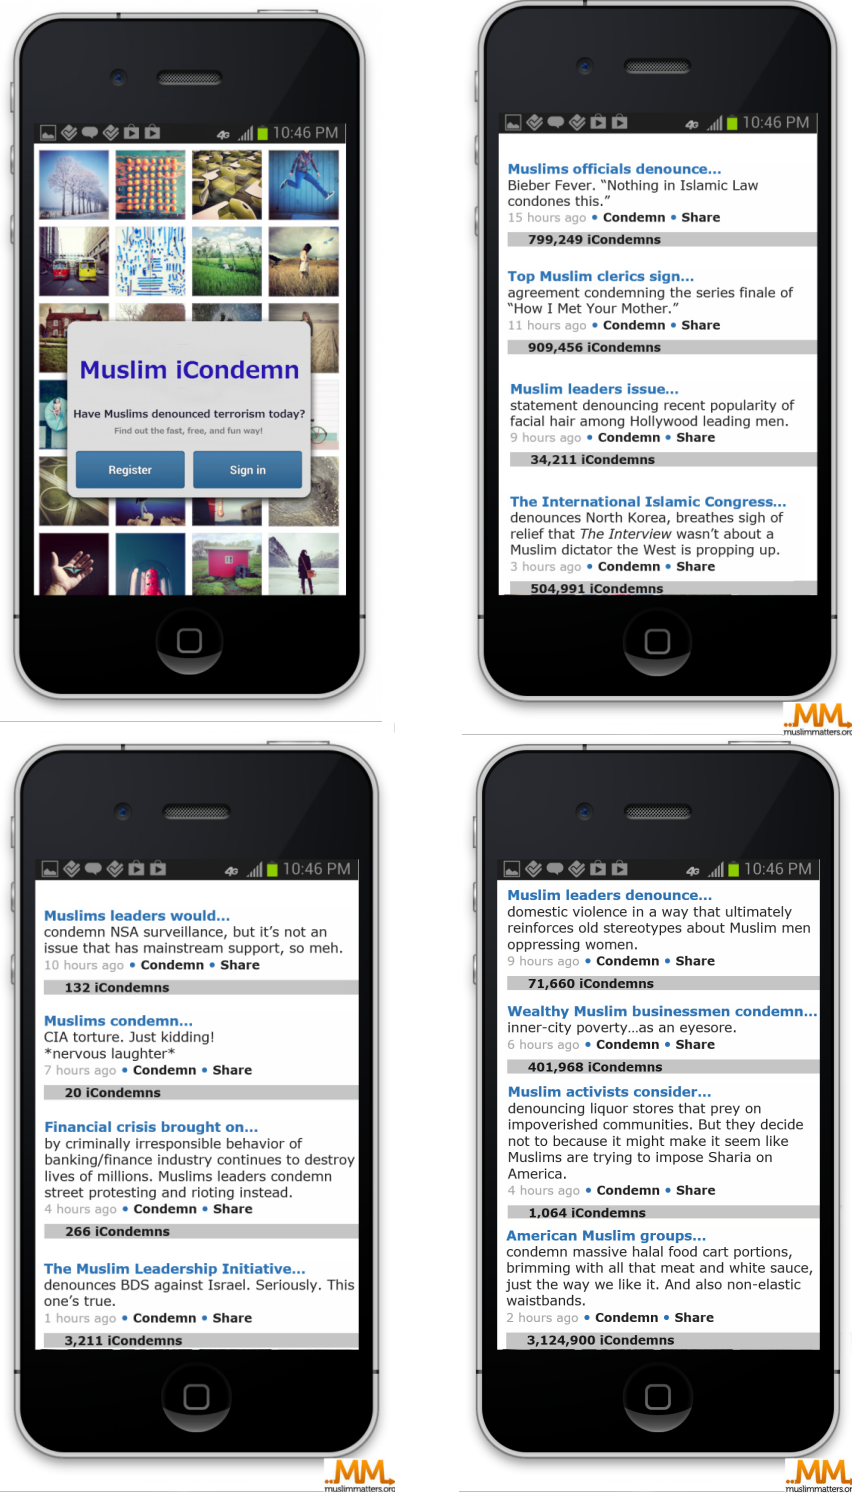 4G 10:46 PM
Muslim iCondemn
Have Muslims denounced terrorism today?
Find out the fast, free, and fun way!
Register Sign in
4G 10:46 PM
Muslims officials denounce...
Bieber Fever. “Nothing in Islamic Law
condones this.”
15 hours ago • Condemn • Share
799,249 iCondemns
Top Muslim clerics sign...
agreement condemning the series finale of
“How I Met Your Mother.”
11 hours ago • Condemn • Share
909,456 iCondemns
Muslim leaders issue...
statement denouncing recent popularity of
facial hair among Hollywood leading men.
9 hours ago • Condemn • Share
34,211 iCondemns
The International Islamic Congress...
denounces North Korea, breathes sigh of
relief that The Interview wasn’t about a
Muslim dictator the West is propping up.
3 hours ago • Condemn • Share
504,991 iCondemns
MM
muslimmatters.org
4G 10:46 PM
Muslims leaders would...
condemn NSA surveillance, but it’s not an
issue that has mainstream support, so meh.
10 hours ago • Condemn • Share
132 iCondemns
Muslims condemn...
CIA torture. Just kidding!
*nervous laughter*
7 hours ago • Condemn • Share
20 iCondemns
Financial crisis brought on...
by criminally irresponsible behavior of
banking/finance industry continues to destroy
lives of millions. Muslims leaders condemn
street protesting and rioting instead.
4 hours ago • Condemn • Share
266 iCondemns
The Muslim Leadership Initiative...
denounces BDS against Israel. Seriously. This
one’s true.
1 hours ago • Condemn • Share
3,211 iCondemns
MM
muslimmatters.org
4G 10:46 PM
Muslim leaders denounce...
domestic violence in a way that ultimately
reinforces old stereotypes about Muslim men
oppressing women.
9 hours ago • Condemn • Share
71,660 iCondemns
Wealthy Muslim businessmen condemn...
inner-city poverty...as an eyesore.
6 hours ago • Condemn • Share
401,968 iCondemns
Muslim activists consider...
denouncing liquor stores that prey on
impoverished communities. But they decide
not to because it might make it seem like
Muslims are trying to impose Sharia on
America.
4 hours ago • Condemn • Share
1,064 iCondemns
American Muslim groups...
condemn massive halal food cart portions,
brimming with all that meat and white sauce,
just the way we like it. And also non-elastic
waistbands.
2 hours ago • Condemn • Share
3,124,900 iCondemns
MM
muslimmatters.org